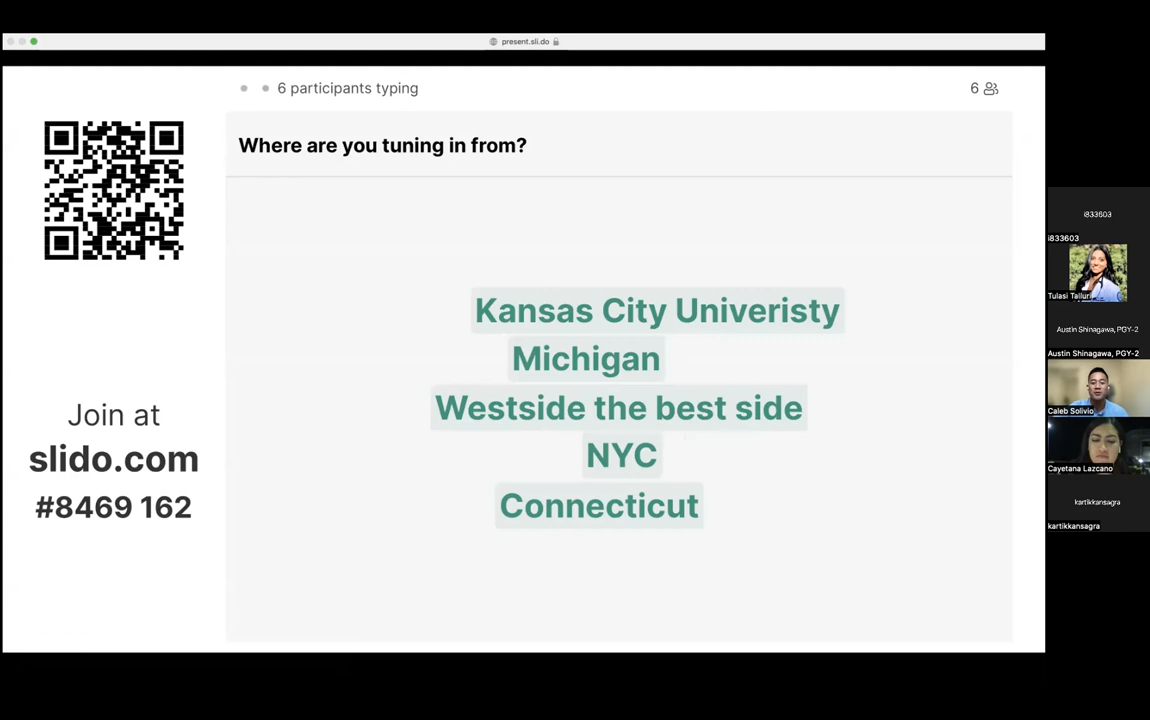 present.sli.do
6 participants typing
6
Where are you tuning in from?
Kansas City Univeristy
Michigan
Westside the best side
NYC
Connecticut
Join at
slido.com
#8469 162
i833603
i833603
Tulasi Talluri
Austin Shinagawa, PGY-2
Austin Shinagawa, PGY-2
Caleb Solivio
Cayetana Lazcano
kartikkansagra
kartikkansagra